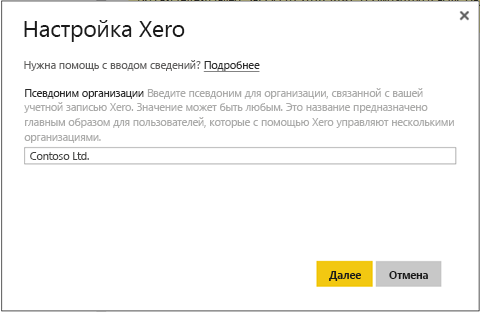 Настройка Xero
Нужна помощь с вводом сведений? Подробнее
Псевдоним организации Введите псевдоним для организации, связанной с вашей
учетной записью Xero. Значение может быть любым. Это название предназначено
главным образом для пользователей, которые с помощью Xero управляют несколькими
организациями.
Contoso Ltd.
Далее Отмена